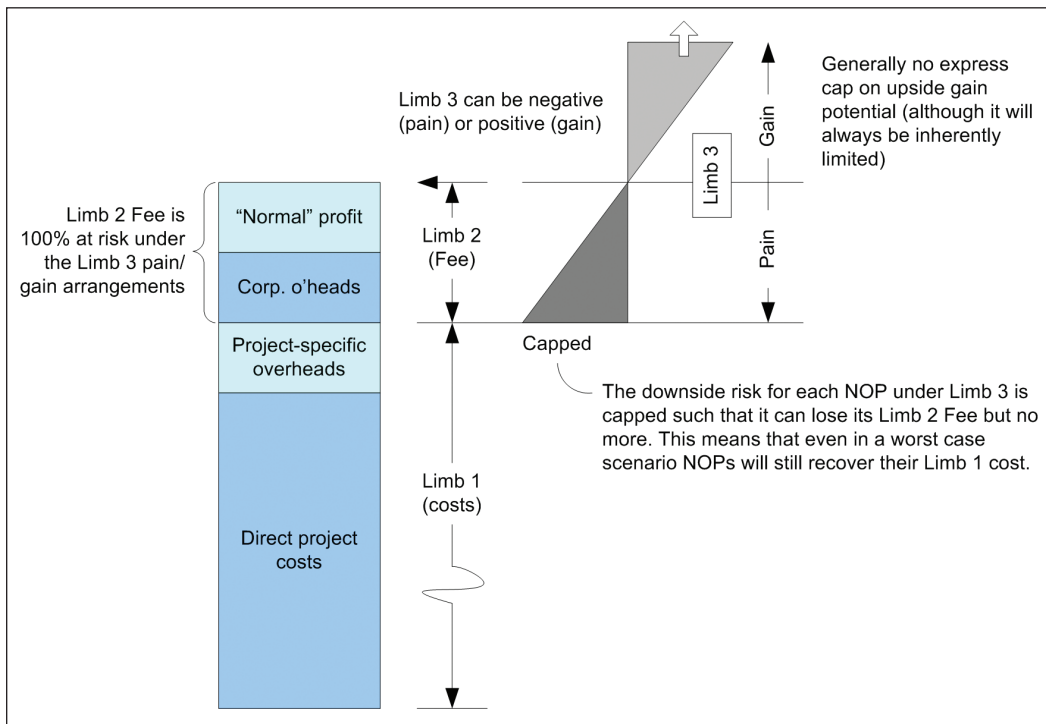 Limb 3 can be negative
(pain) or positive (gain)
Generally no express
cap on upside gain
potential (although it will
always be inherently
limited)
Gain
Limb 3
Pain
Limb 2 Fee is
100% at risk under
the Limb 3 pain/
gain arrangements
“Normal” profit
Corp. o’heads
Project-specific
overheads
Direct project
costs
Limb 2
(Fee)
Limb 1
(costs)
Capped
The downside risk for each NOP under Limb 3 is
capped such that it can lose its Limb 2 Fee but no
more. This means that even in a worst case
scenario NOPs will still recover their Limb 1 cost.